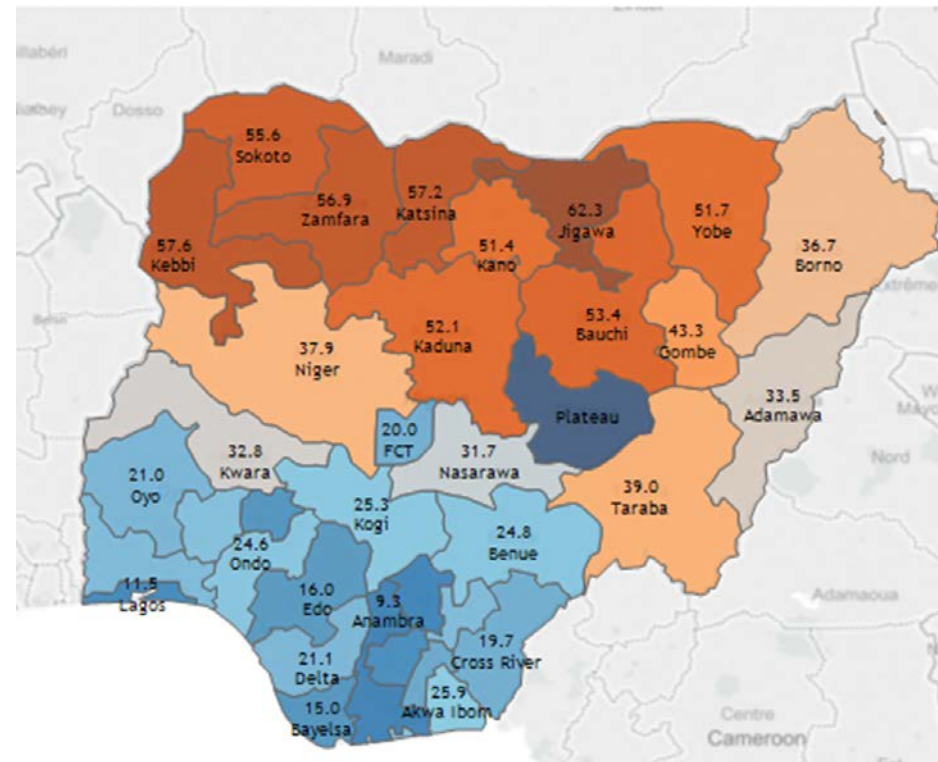 Maradi
Dosso
55.6
Sokoto
56.9
Zamfara
57.2
Katsina
62.3
Jigawa
51.7
Yobe
51.4
Kano
36.7
Borno
57.6
Kebbi
53.4
Bauchi
43.3
Gombe
52.1
Kaduna
37.9
Niger
33.5
Adamawa
Plateau
20.0
FCT
32.8
Kwara
31.7
Nasarawa
Nord
21.0
Oyo
39.0
Taraba
25.3
Kogi
24.8
Benue
24.6
Ondo
11.5
Lagos
16.0
Edo
9.3
Anambra
Adamaoua
19.7
Cross River
21.1
Delta
25.9
Akwa Ibom
15.0
Bayelsa
Centre
Cameroon